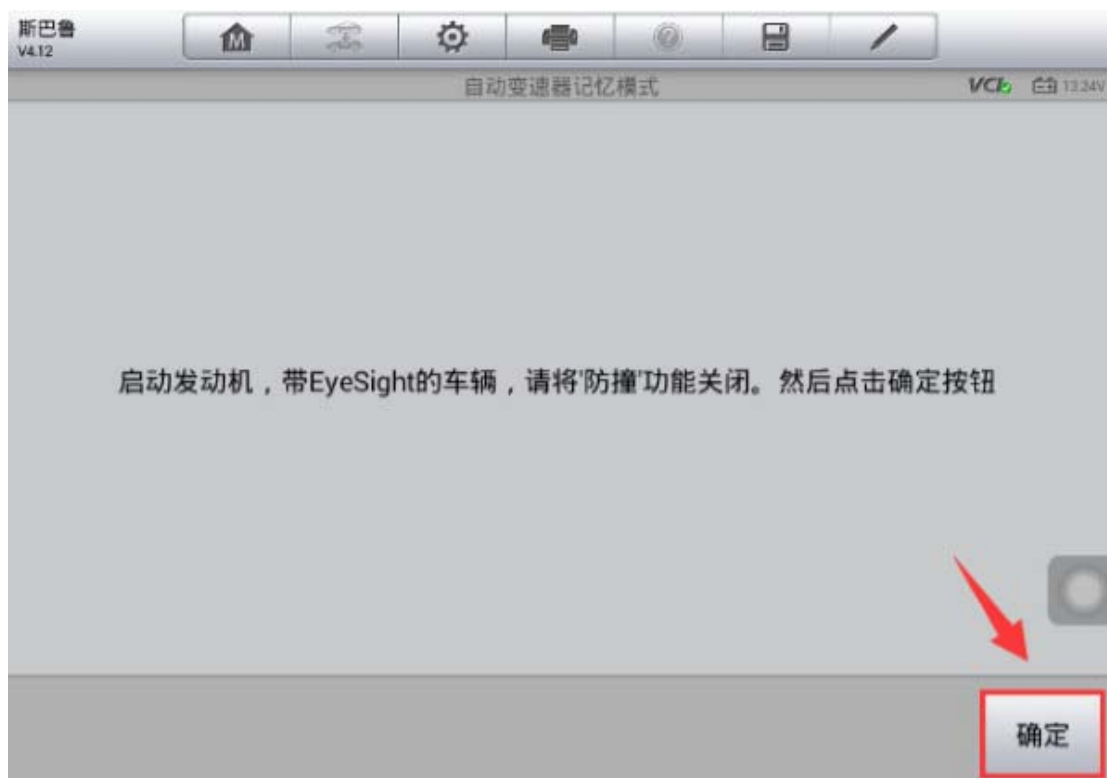 斯巴鲁
V4.12
M
自动变速器记忆模式
VCI
13.24V
启动发动机，带EyeSight的车辆，请将'防撞'功能关闭。然后点击确定按钮
确定